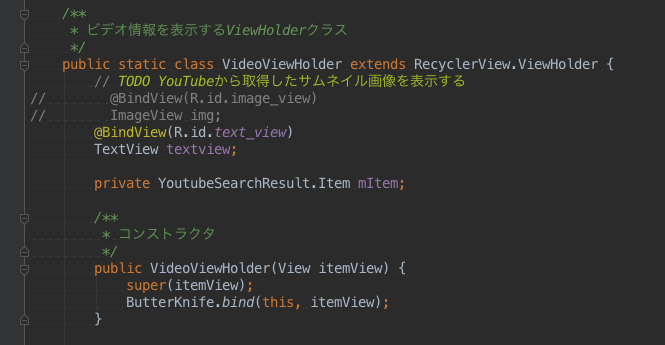 /**
 * ビデオ情報を表示するViewHolderクラス
 */
public static class VideoViewHolder extends RecyclerView.ViewHolder {
    // TODO YouTubeから取得したサムネイル画像を表示する
//        @BindView(R.id.image_view)
//        ImageView img;
    @BindView(R.id.text_view)
    TextView textview;

    private YoutubeSearchResult.Item mItem;

    /**
     * コンストラクタ
     */
    public VideoViewHolder(View itemView) {
        super(itemView);
        ButterKnife.bind(this, itemView);
    }